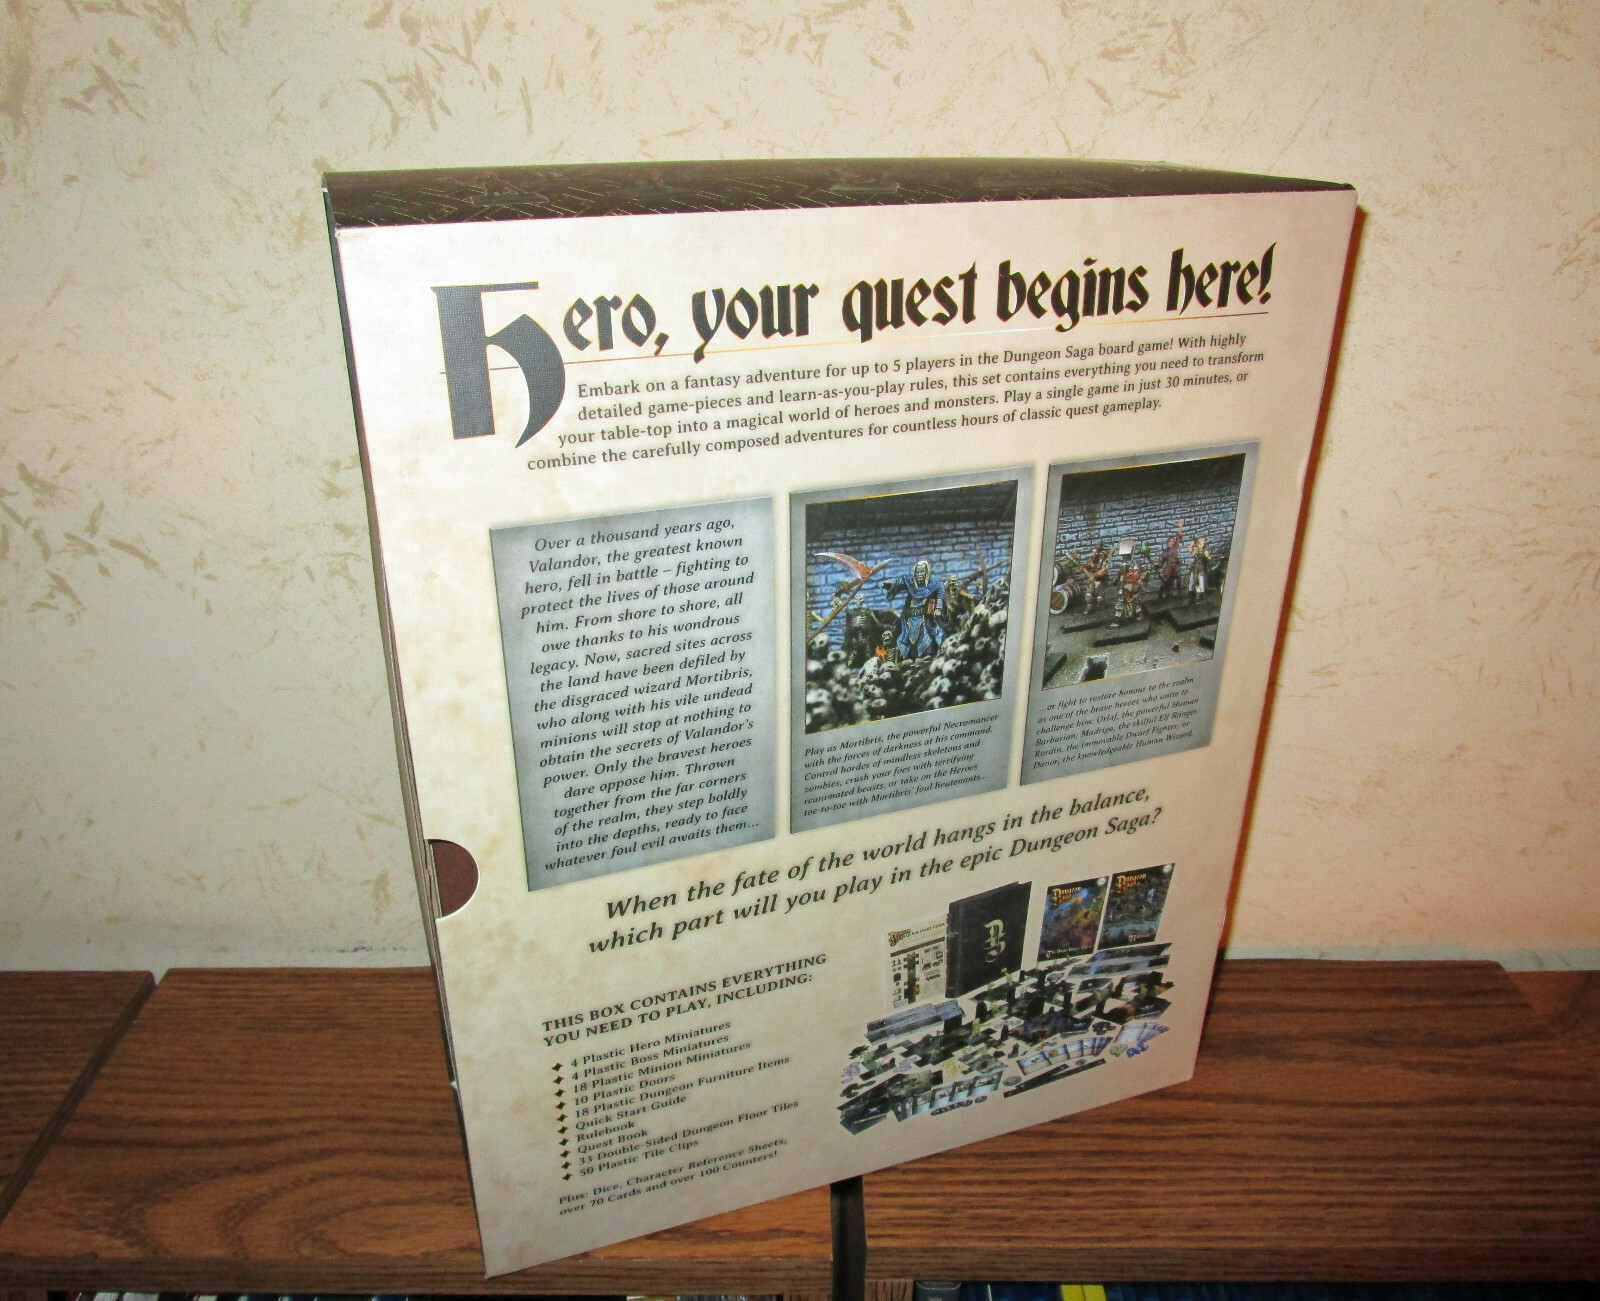 Hero, your quest begins here!
Embark on a fantasy adventure for up to 5 players in the Dungeon Saga board game! With highly
detailed game-pieces and learn-as-you-play rules, this set contains everything you need to transform
your table-top into a magical world of heroes and monsters. Play a single game in just 30 minutes, or
combine the carefully composed adventures for countless hours of classic quest gameplay.
Over a thousand years ago,
Valandor, the greatest known
hero, fell in battle – fighting to
protect the lives of those around
him. From shore to shore, all
owe thanks to his wondrous
legacy. Now, sacred sites across
the land have been defiled by
the disgraced wizard Mortibris,
who along with his vile undead
minions will stop at nothing to
obtain the secrets of Valandor's
power. Only the bravest heroes
dare oppose him. Thrown
together from the far corners
of the realm, they step boldly
into the depths, ready to face
whatever foul evil awaits them...
Play as Mortibris, the powerful Necromancer
with the forces of darkness at his command.
Control hordes of mindless skeletons and
zombies, crush your foes with terrifying
reanimated beasts, or take on the Heroes
toe-to-toe with Mortibris' foul lieutenants...
...or fight to restore honour to the realm
as one of the brave heroes who unite to
challenge him: Orlaf, the powerful Human
Barbarian; Madriga, the skilful Elf Ranger;
Rordin, the immovable Dwarf Fighter, or
Danor, the knowledgeable Human Wizard.
When the fate of the world hangs in the balance,
which part will you play in the epic Dungeon Saga?
THIS BOX CONTAINS EVERYTHING
YOU NEED TO PLAY, INCLUDING:
4 Plastic Hero Miniatures
4 Plastic Boss Miniatures
18 Plastic Minion Miniatures
10 Plastic Doors
18 Plastic Dungeon Furniture Items
Quick Start Guide
Rulebook
Quest Book
33 Double-Sided Dungeon Floor Tiles
50 Plastic Tile Clips
Plus: Dice, Character Reference Sheets,
over 70 Cards and over 100 Counters!
Dungeon
Saga
Dungeon
Saga